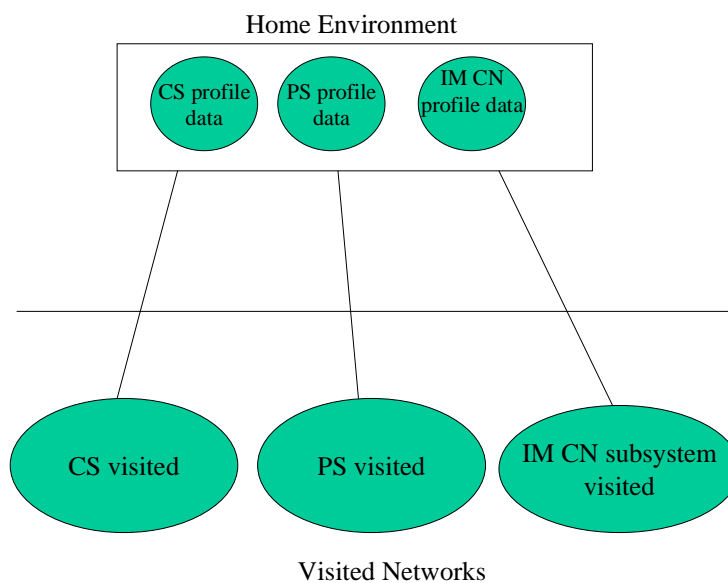 Home Environment
CS profile
data
PS profile
data
IM CN
profile data
CS visited
PS visited
IM CN subsystem
visited
Visited Networks